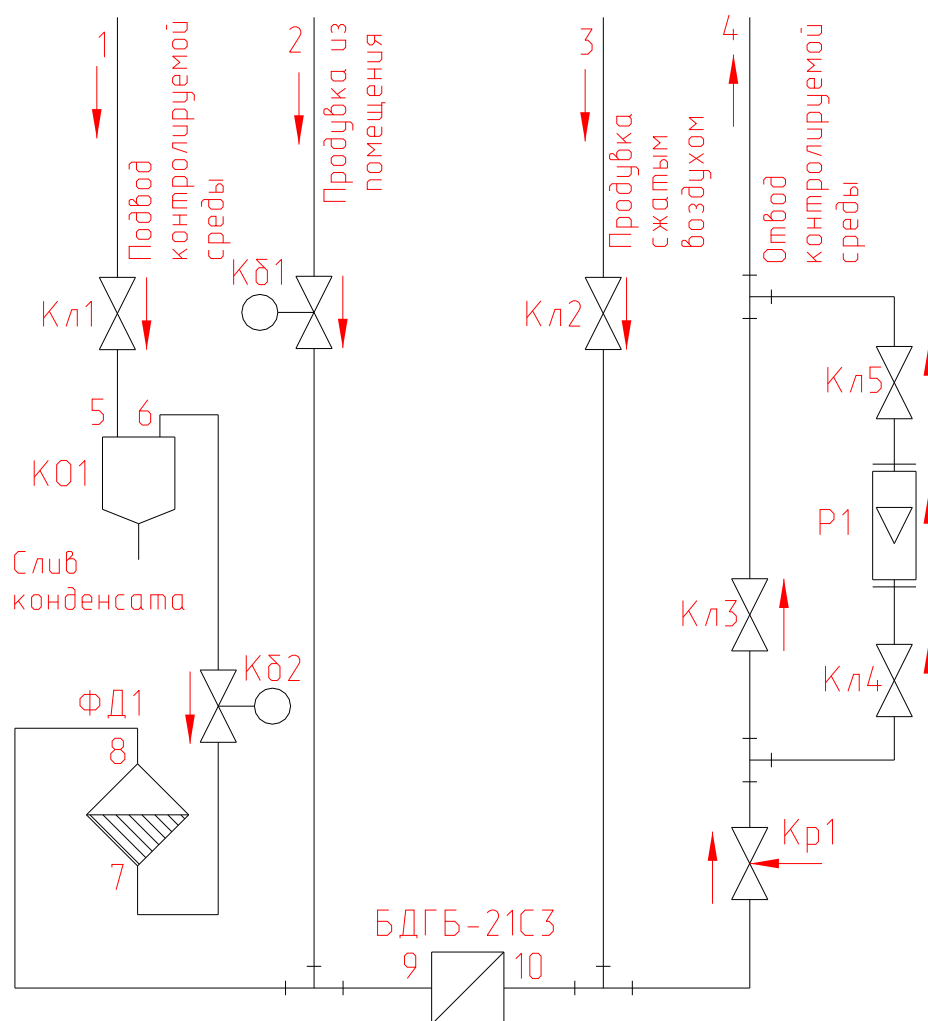 1
2
3
4
Подвод
контролируемой
среды
Продувка из
помещения
Продувка
сжатым
воздухом
Отвод
контролируемой
среды
Кл1
Кб1
Кл2
Кл5
5
6
КО1
Р1
Слив
конденсата
Кл3
Кб2
Кл4
ФД1
8
7
Кр1
БДГБ-21С3
9
10